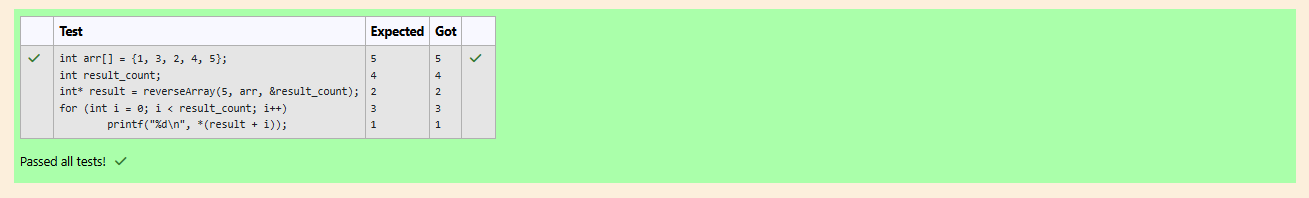 Test Expected Got
int arr[] = {1, 3, 2, 4, 5}; 5 5
int result_count; 4 4
int* result = reverseArray(5, arr, &result_count); 2 2
for (int i = 0; i < result_count; i++) 3 3
printf("%d\n", *(result + i)); 1 1
Passed all tests!